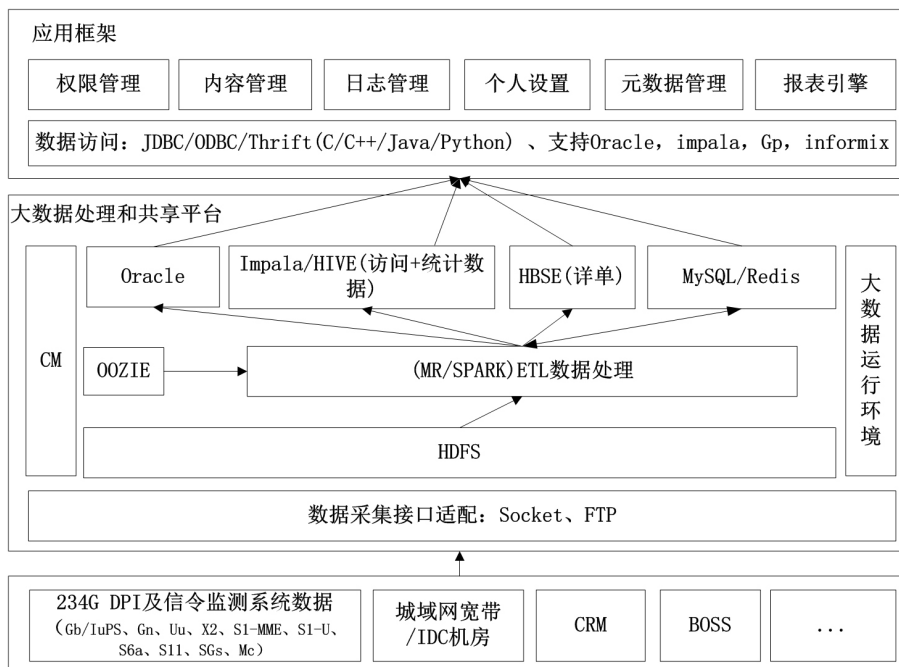 应用框架
权限管理
内容管理
日志管理
个人设置
元数据管理
报表引擎
数据访问：JDBC/ODBC/Thrift(C/C++/Java/Python) 、支持Oracle，impala，Gp，informix
大数据处理和共享平台
CM
Oracle
Impala/HIVE(访问+统计数
据)
HBSE(详单)
MySQL/Redis
大数据运行环境
OOZIE
(MR/SPARK)ETL数据处理
HDFS
数据采集接口适配：Socket、FTP
234G DPI及信令监测系统数据
（Gb/IuPS、Gn、Uu、X2、S1-MME、S1-U、
S6a、S11、SGs、Mc）
城域网宽带
/IDC机房
CRM
BOSS
...